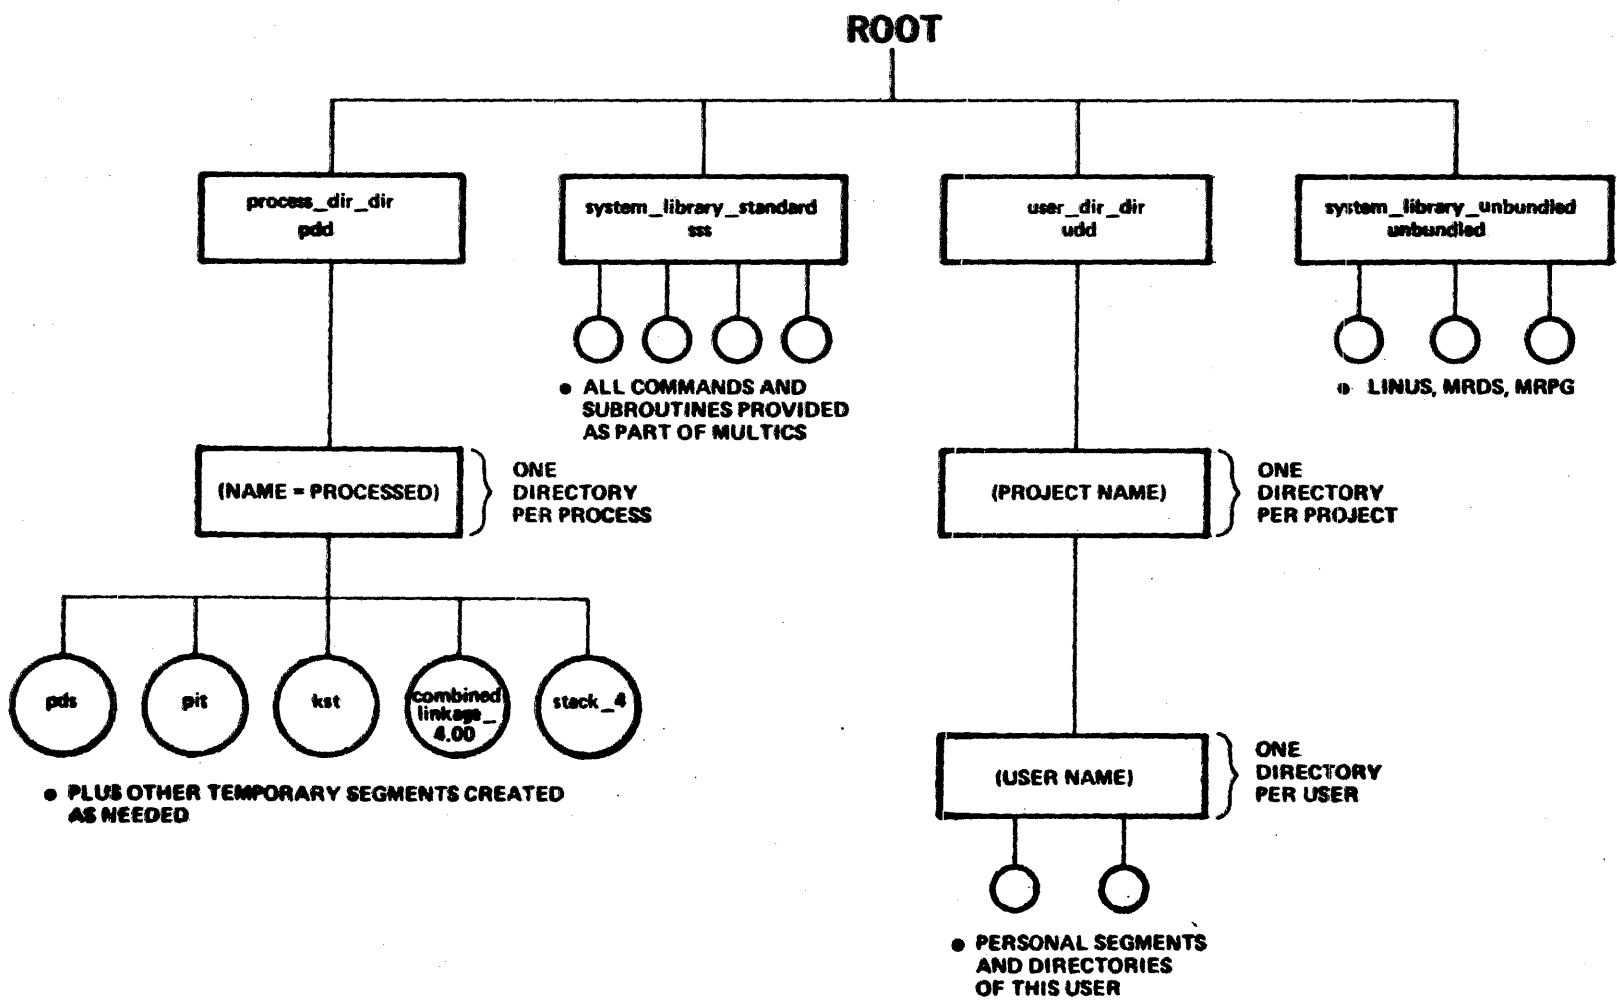 ROOT
process_dir_dir
pdd
system_library_standard
sss
user_dir_dir
udd
system_library_unbundled
unbundled
● ALL COMMANDS AND
SUBROUTINES PROVIDED
AS PART OF MULTICS
● LINUS, MRDS, MRPG
(NAME = PROCESSED)
ONE
DIRECTORY
PER PROCESS
(PROJECT NAME)
ONE
DIRECTORY
PER PROJECT
pds
pit
kst
combined
linkage_
4.00
stack_4
● PLUS OTHER TEMPORARY SEGMENTS CREATED
AS NEEDED
(USER NAME)
ONE
DIRECTORY
PER USER
● PERSONAL SEGMENTS
AND DIRECTORIES
OF THIS USER